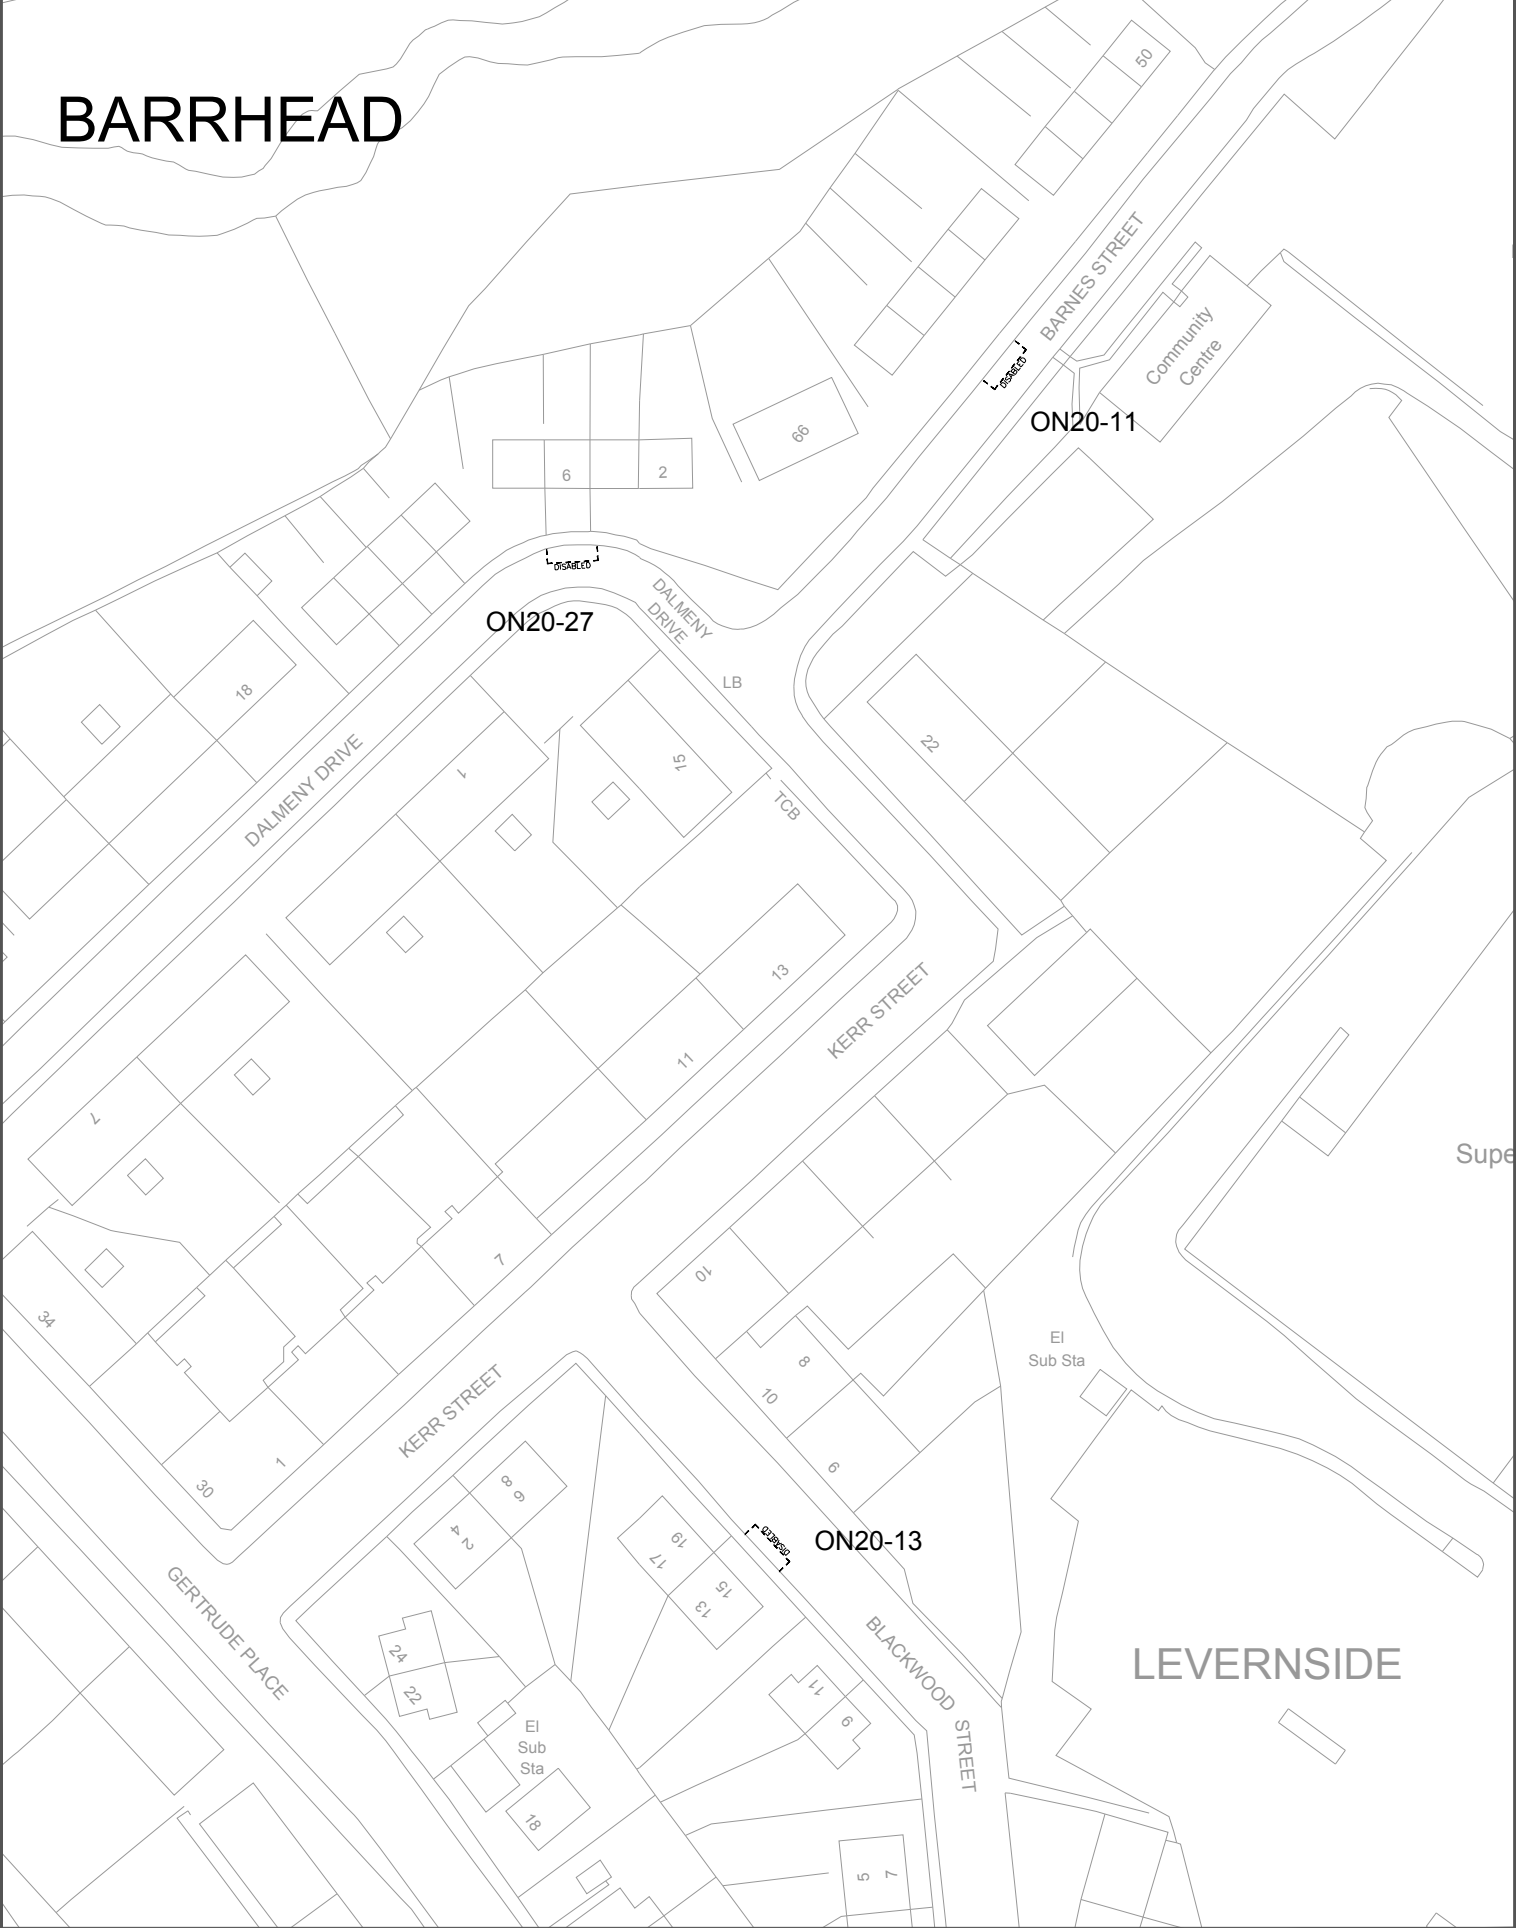 BARRHEAD
50
BARNES STREET
Community
Centre
DISABLED
ON20-11
66
6
2
DISABLED
ON20-27
DALMENY
DRIVE
LB
18
22
15
1
DALMENY DRIVE
TCB
13
KERR STREET
11
7
Supe
7
10
34
El
Sub Sta
8
10
KERR STREET
6
1
30
8
6
4
2
19
17
DISABLED
ON20-13
15
13
GERTRUDE PLACE
BLACKWOOD STREET
24
22
LEVERNSIDE
11
9
El
Sub
Sta
18
5
7